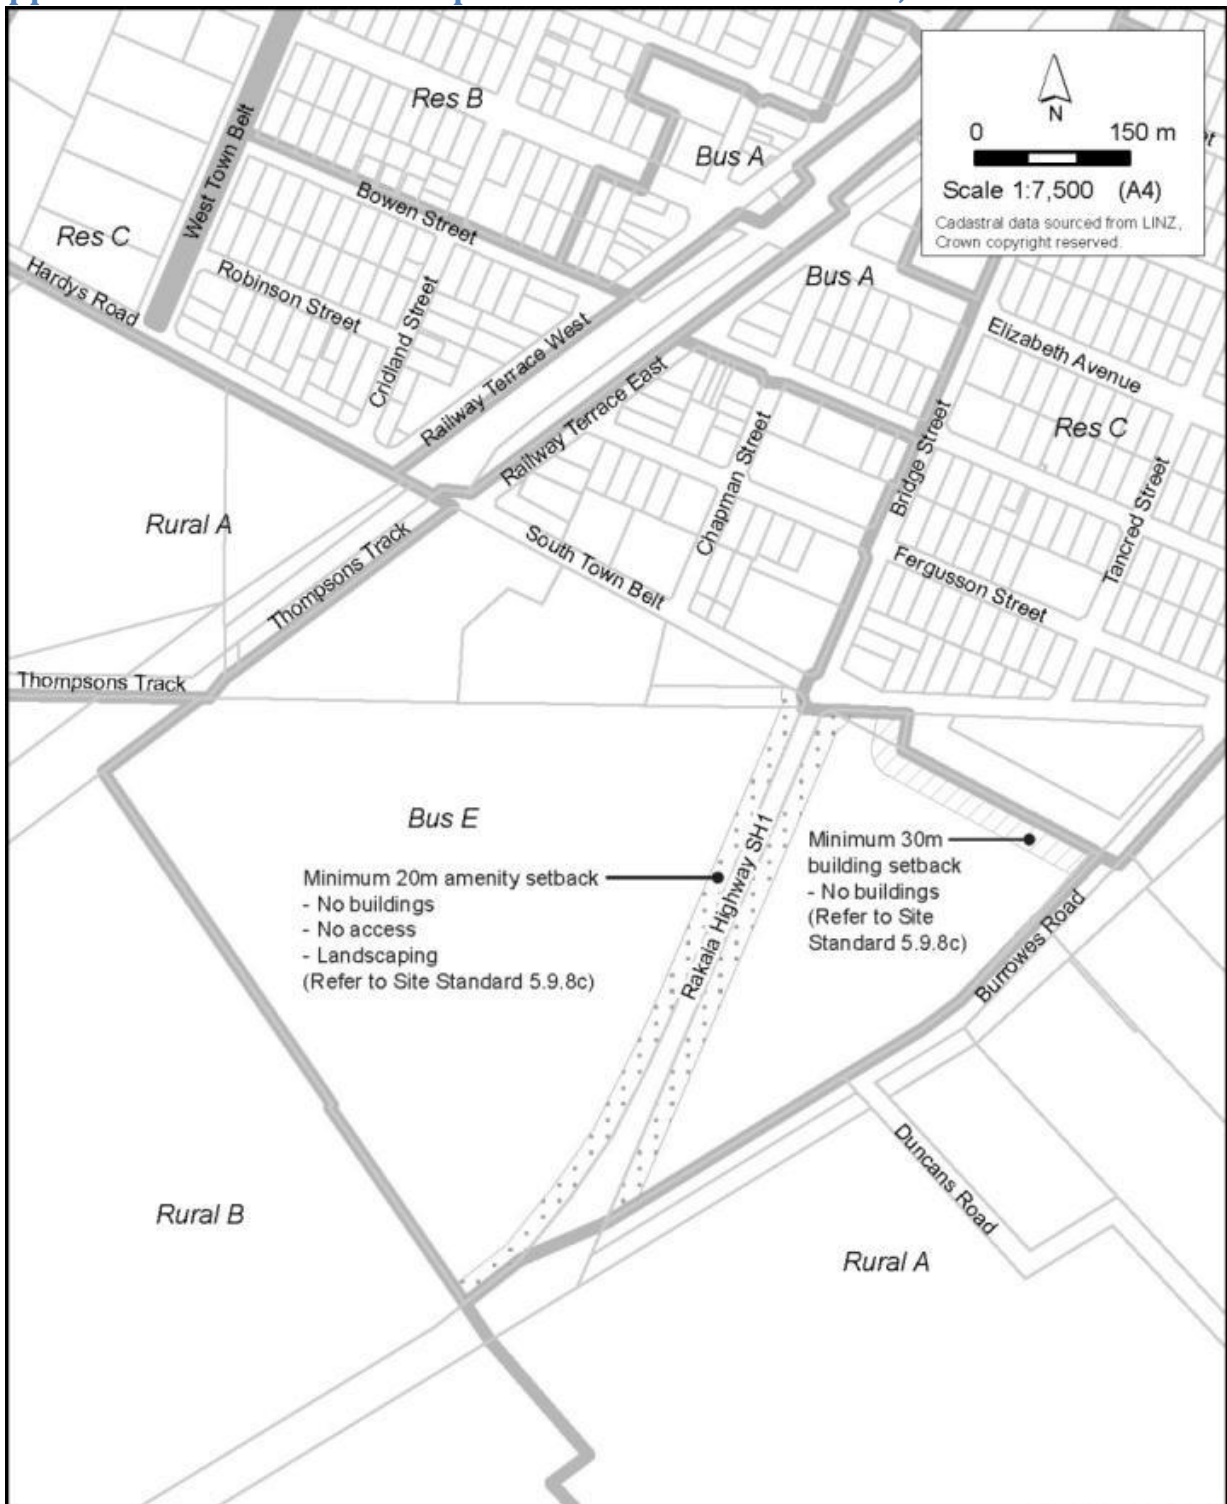 N
0 150 m
Scale 1:7,500 (A4)
Cadastral data sourced from LINZ,
Crown copyright reserved.
Res B
Bus A
West Town Belt
Bowen Street
Res C
Hardys Road
Robinson Street
Cridland Street
Railway Terrace West
Bus A
Elizabeth Avenue
Railway Terrace East
Res C
Bridge Street
Chapman Street
Tancred Street
Rural A
Thompsons Track
South Town Belt
Fergusson Street
Thompsons Track
Bus E
Minimum 20m amenity setback
- No buildings
- No access
- Landscaping
(Refer to Site Standard 5.9.8c)
Rakaia Highway SH1
Minimum 30m
building setback
- No buildings
(Refer to Site
Standard 5.9.8c)
Burrowes Road
Duncans Road
Rural B
Rural A